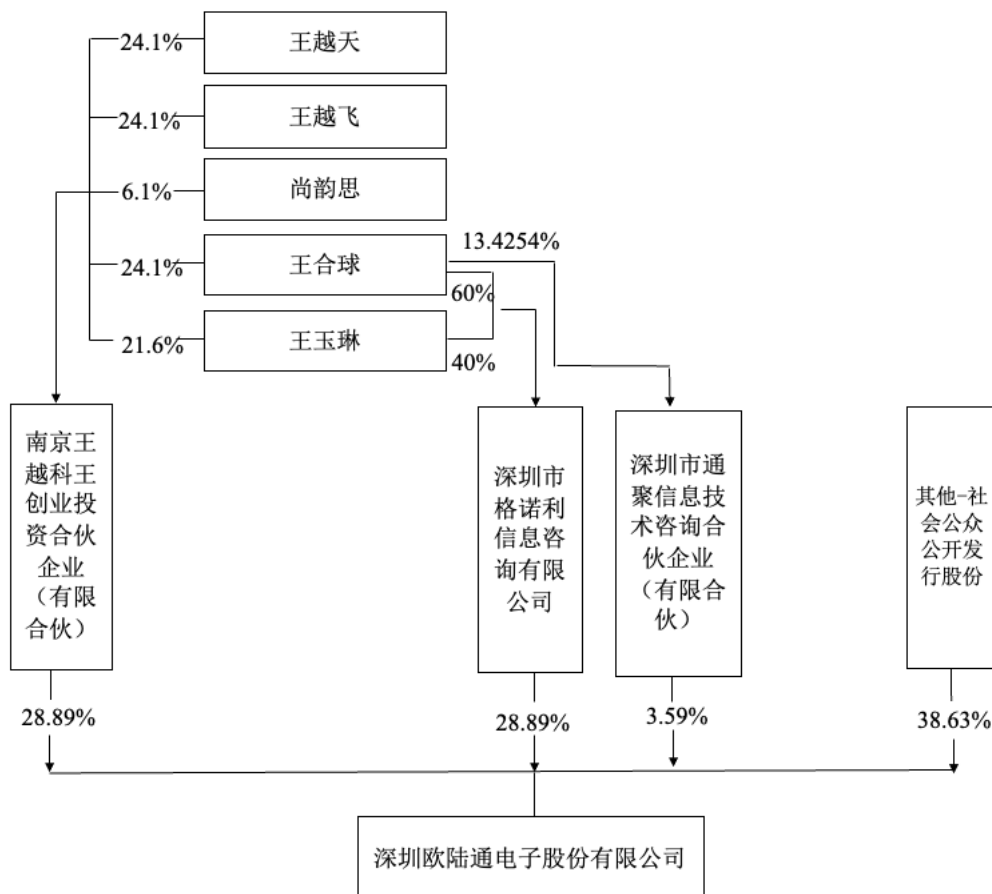 24.1%
王越天
24.1%
王越飞
6.1%
尚韵思
13.4254%
24.1%
王合球
60%
21.6%
王玉琳
40%
南京王
越科王
创业投
资合伙
企业
（有限
合伙）
深圳市
格诺利
信息咨
询有限
公司
深圳市通
聚信息技
术咨询合
伙企业
（有限合
伙）
其他-社
会公众
公开发
行股份
28.89%
28.89%
3.59%
38.63%
深圳欧陆通电子股份有限公司